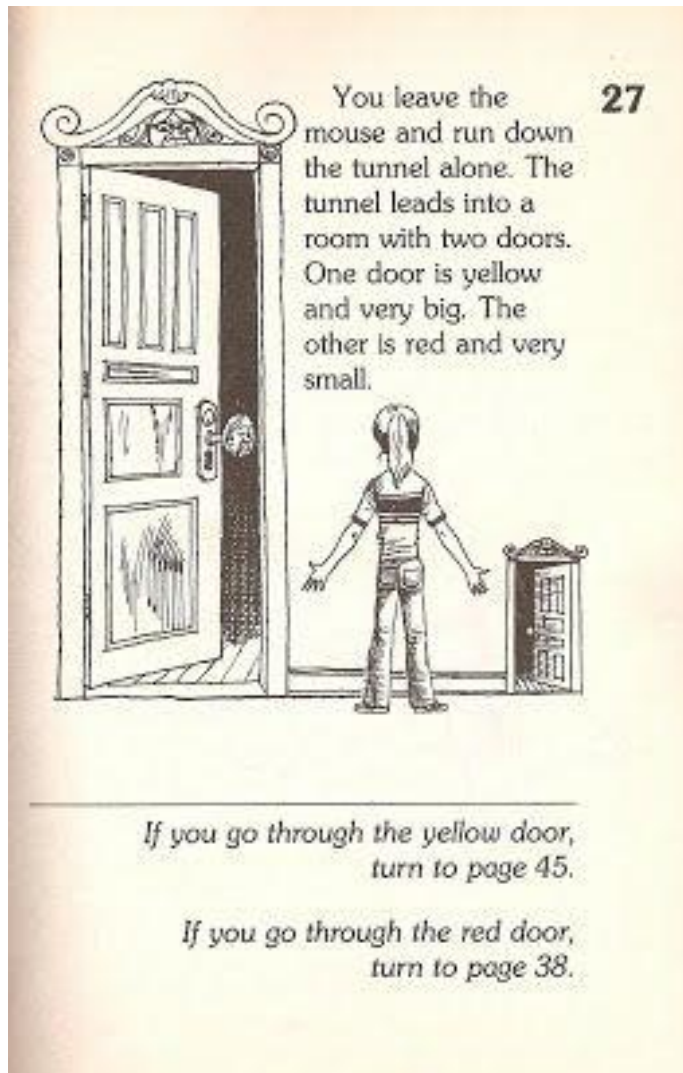 You leave the
27
mouse and run down
the tunnel alone. The
tunnel leads into a
room with two doors.
One door is yellow
and very big. The
other is red and very
small.
If you go through the yellow door,
turn to page 45.
If you go through the red door,
turn to page 38.